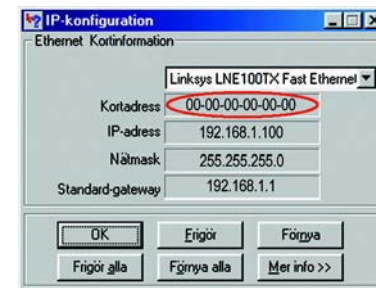 IP-konfiguration
Ethernet Kortinformation
Linksys LNE100TX Fast Ethernet
Kortadress 00-00-00-00-00-00
IP-adress 192.168.1.100
Nätmask 255.255.255.0
Standard-gateway 192.168.1.1
OK Frigör Förnya
Frigör alla Förnya alla Mer info >>